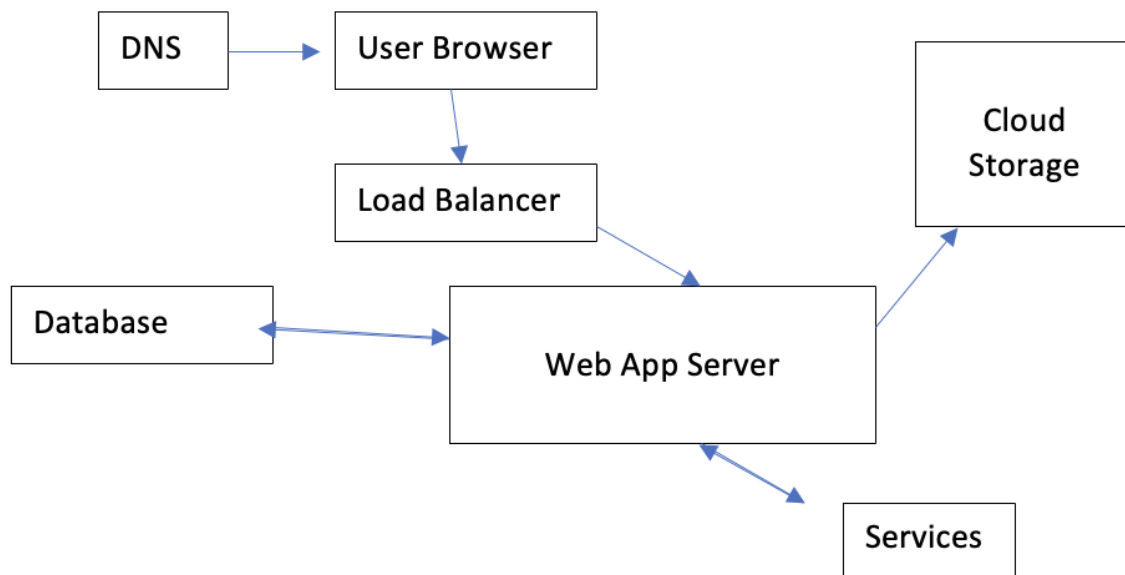 DNS
User Browser
Cloud
Storage
Load Balancer
Database
Web App Server
Services